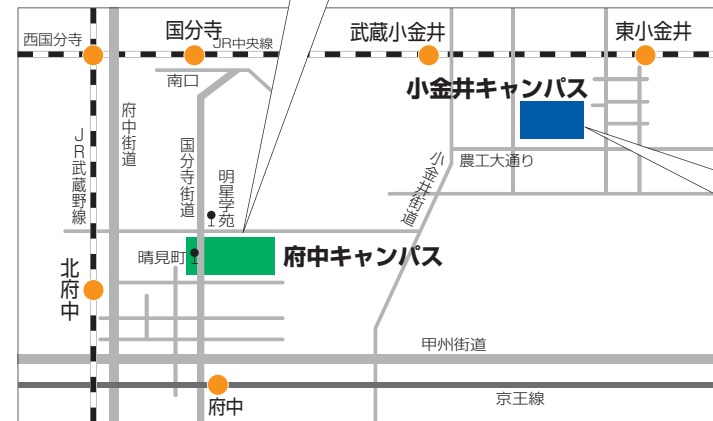 西国分寺
国分寺
JR中央線
武蔵小金井
東小金井
南口
小金井キャンパス
府中街道
JR武蔵野線
国分寺街道
明星学苑
小金井街道
農工大通り
晴見町
府中キャンパス
北府中
甲州街道
府中
京王線